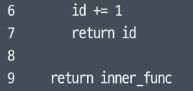 6        id += 1
7        return id
8
9    return inner_func